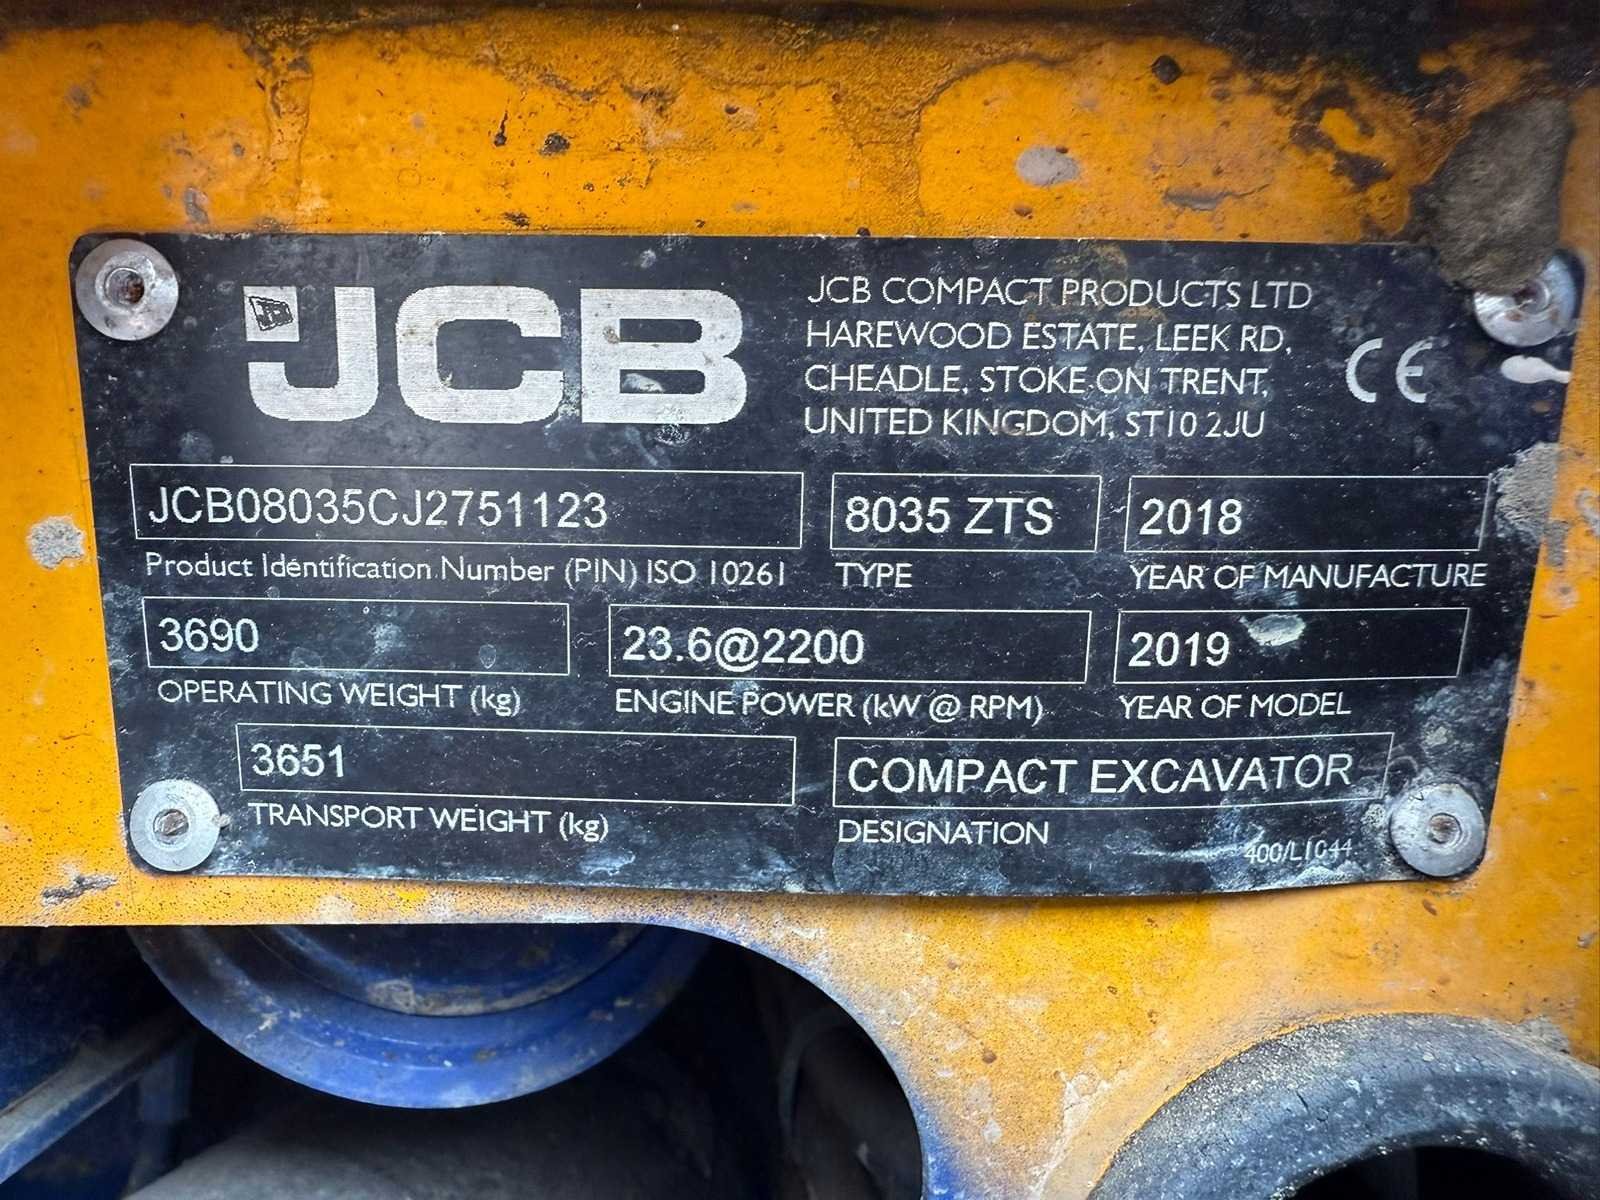 JCB
JCB COMPACT PRODUCTS LTD
HAREWOOD ESTATE, LEEK RD,
CHEADLE, STOKE ON TRENT,
UNITED KINGDOM, ST10 2JU
CE
JCB08035CJ2751123
Product Identification Number (PIN) ISO 10261
8035 ZTS
TYPE
2018
YEAR OF MANUFACTURE
3690
OPERATING WEIGHT (kg)
23.6@2200
ENGINE POWER (kW @ RPM)
2019
YEAR OF MODEL
3651
TRANSPORT WEIGHT (kg)
COMPACT EXCAVATOR
DESIGNATION
400/L1044